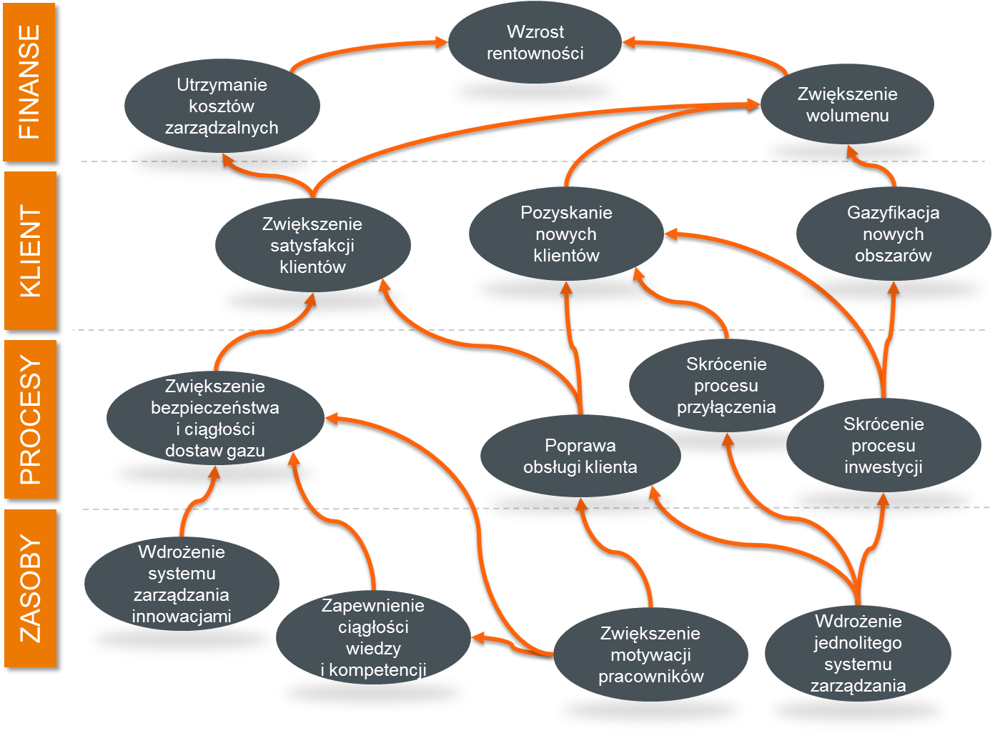 FINANSE
Wzrost
rentowności
Utrzymanie
kosztów
zarządzalnych
Zwiększenie
wolumenu
KLIENT
Zwiększenie
satysfakcji
klientów
Pozyskanie
nowych
klientów
Gazyfikacja
nowych
obszarów
PROCESY
Zwiększenie
bezpieczeństwa
i ciągłości
dostaw gazu
Poprawa
obsługi klienta
Skrócenie
procesu
przyłączenia
Skrócenie
procesu
inwestycji
ZASOBY
Wdrożenie
systemu
zarządzania
innowacjami
Zapewnienie
ciągłości
wiedzy
i kompetencji
Zwiększenie
motywacji
pracowników
Wdrożenie
jednolitego
systemu
zarządzania